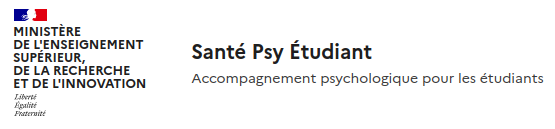 MINISTÈRE
DE L'ENSEIGNEMENT
SUPÉRIEUR,
DE LA RECHERCHE
ET DE L'INNOVATION
Liberté
Égalité
Fraternité
Santé Psy Étudiant
Accompagnement psychologique pour les étudiants